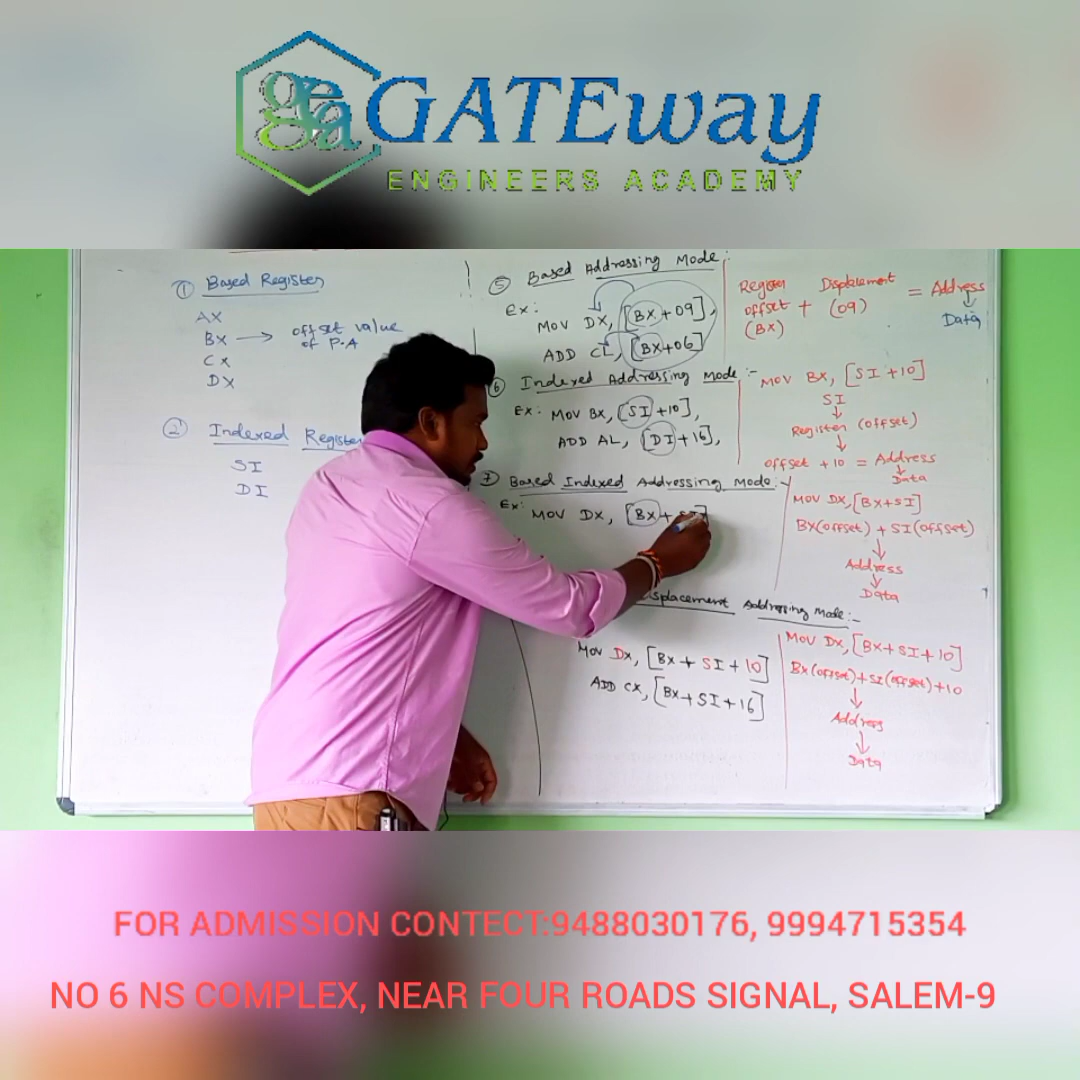 gea GATEway
ENGINEERS ACADEMY
① Based Register
AX
BX → offset value
of P.A
CX
DX
② Indexed Register
SI
DI
⑤ Based Addressing Mode:
Ex:
MOV DX, [BX+09]
ADD CL, [BX+06]
Register offset (BX) + Displacement (09) = Address
↓
Data
⑥ Indexed Addressing Mode:-
Ex: MOV BX, [SI+10],
ADD AL, [DI+16],
MOV BX, [SI+10]
SI
↓
Register (offset)
↓
offset + 10 = Address
↓
Data
⑦ Based Indexed Addressing Mode:-
Ex: MOV DX, [BX+SI]
MOV DX, [BX+SI]
BX(offset) + SI(offset)
↓
Address
↓
Data
Addressing Mode:-
MOV DX, [BX+SI+10]
ADD CX, [BX+SI+16]
MOV DX, [BX+SI+10]
BX(offset)+SI(offset)+10
↓
Address
↓
Data
FOR ADMISSION CONTECT:9488030176, 9994715354
NO 6 NS COMPLEX, NEAR FOUR ROADS SIGNAL, SALEM-9